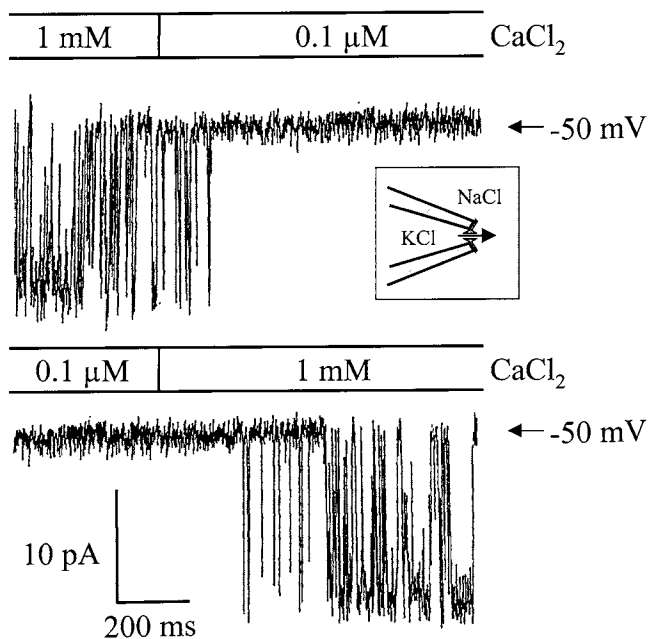 1 mM 0.1 µM CaCl₂
-50 mV
NaCl
KCl
0.1 µM 1 mM CaCl₂
-50 mV
10 pA
200 ms